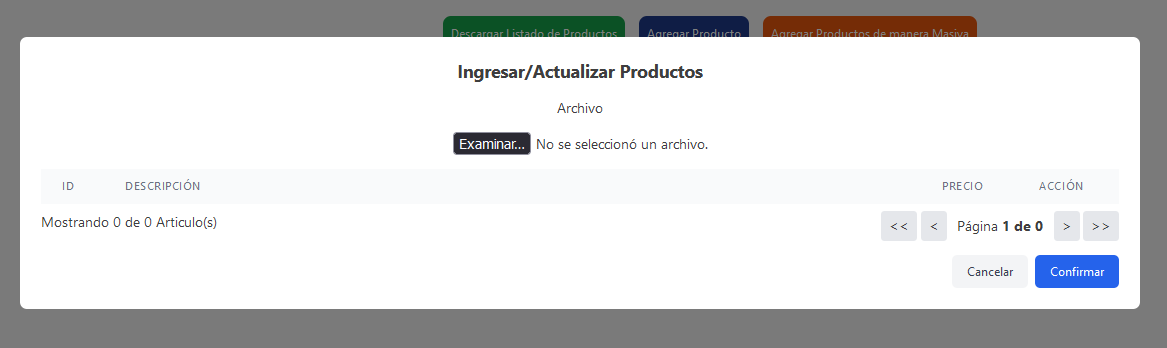 Descargar Listado de Productos Agregar Producto Agregar Productos de manera Masiva
Ingresar/Actualizar Productos
Archivo
Examinar... No se seleccionó un archivo.
ID DESCRIPCIÓN PRECIO ACCIÓN
Mostrando 0 de 0 Articulo(s) << < Página 1 de 0 > >>
Cancelar Confirmar